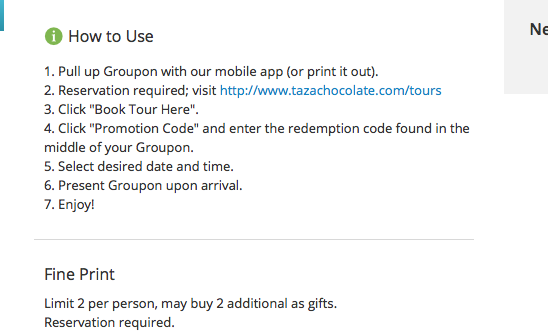 How to Use
Ne
1. Pull up Groupon with our mobile app (or print it out).
2. Reservation required; visit http://www.tazachocolate.com/tours
3. Click "Book Tour Here".
4. Click "Promotion Code" and enter the redemption code found in the
middle of your Groupon.
5. Select desired date and time.
6. Present Groupon upon arrival.
7. Enjoy!
Fine Print
Limit 2 per person, may buy 2 additional as gifts.
Reservation required.